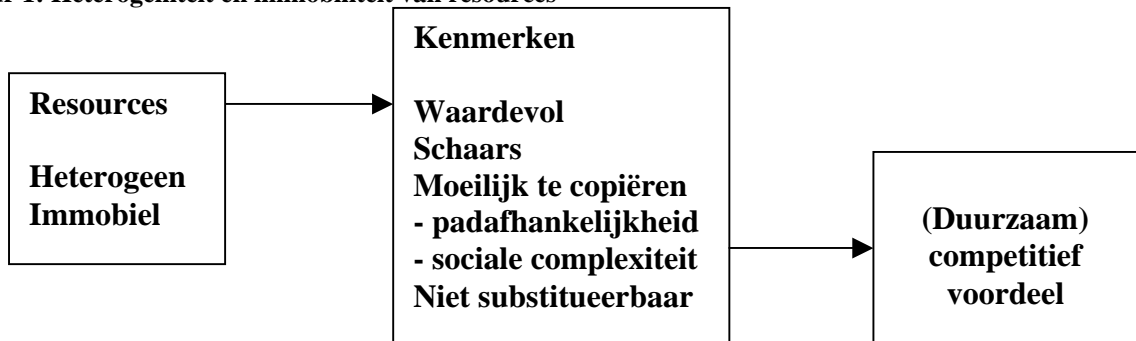 Resources
Heterogeen
Immobiel
Kenmerken
Waardevol
Schaars
Moeilijk te copiëren
- padafhankelijkheid
- sociale complexiteit
Niet substitueerbaar
(Duurzaam)
competitief
voordeel